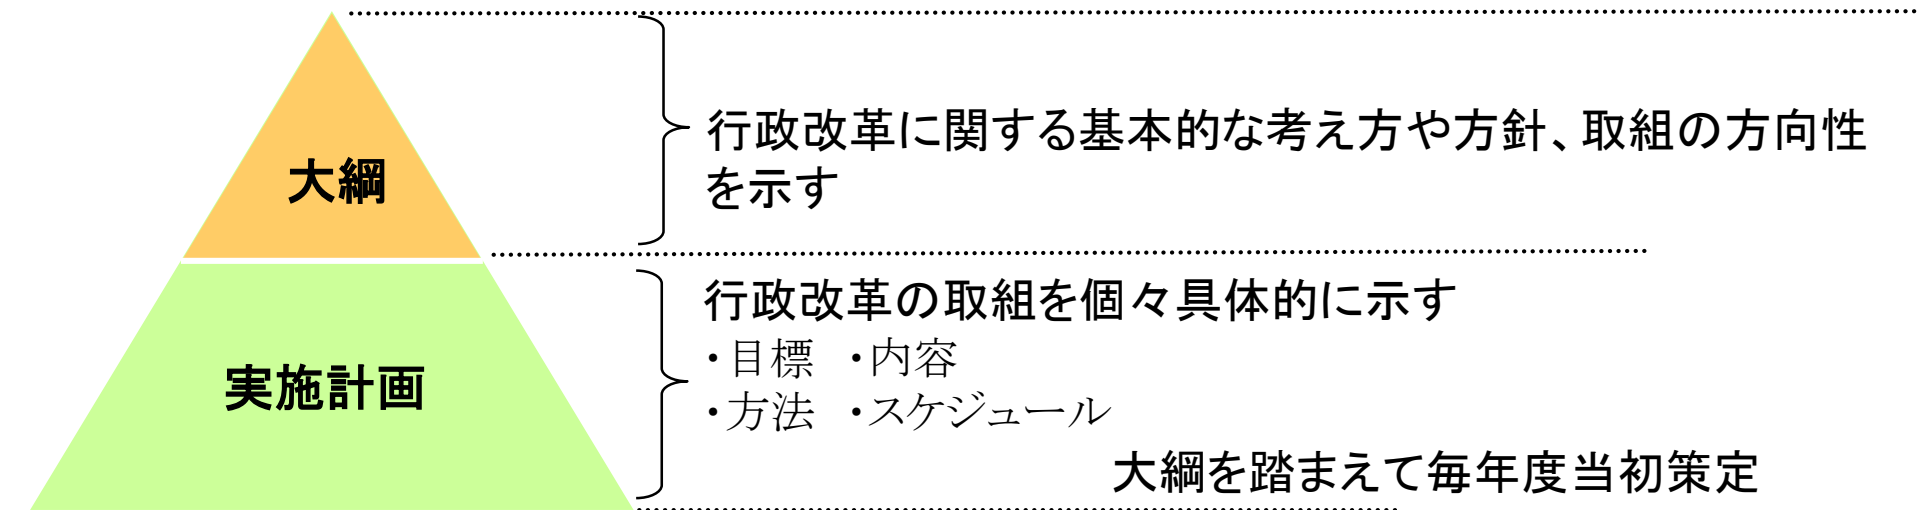 大綱
行政改革に関する基本的な考え方や方針、取組の方向性
を示す
実施計画
行政改革の取組を個々具体的に示す
・目標　・内容
・方法　・スケジュール
大綱を踏まえて毎年度当初策定